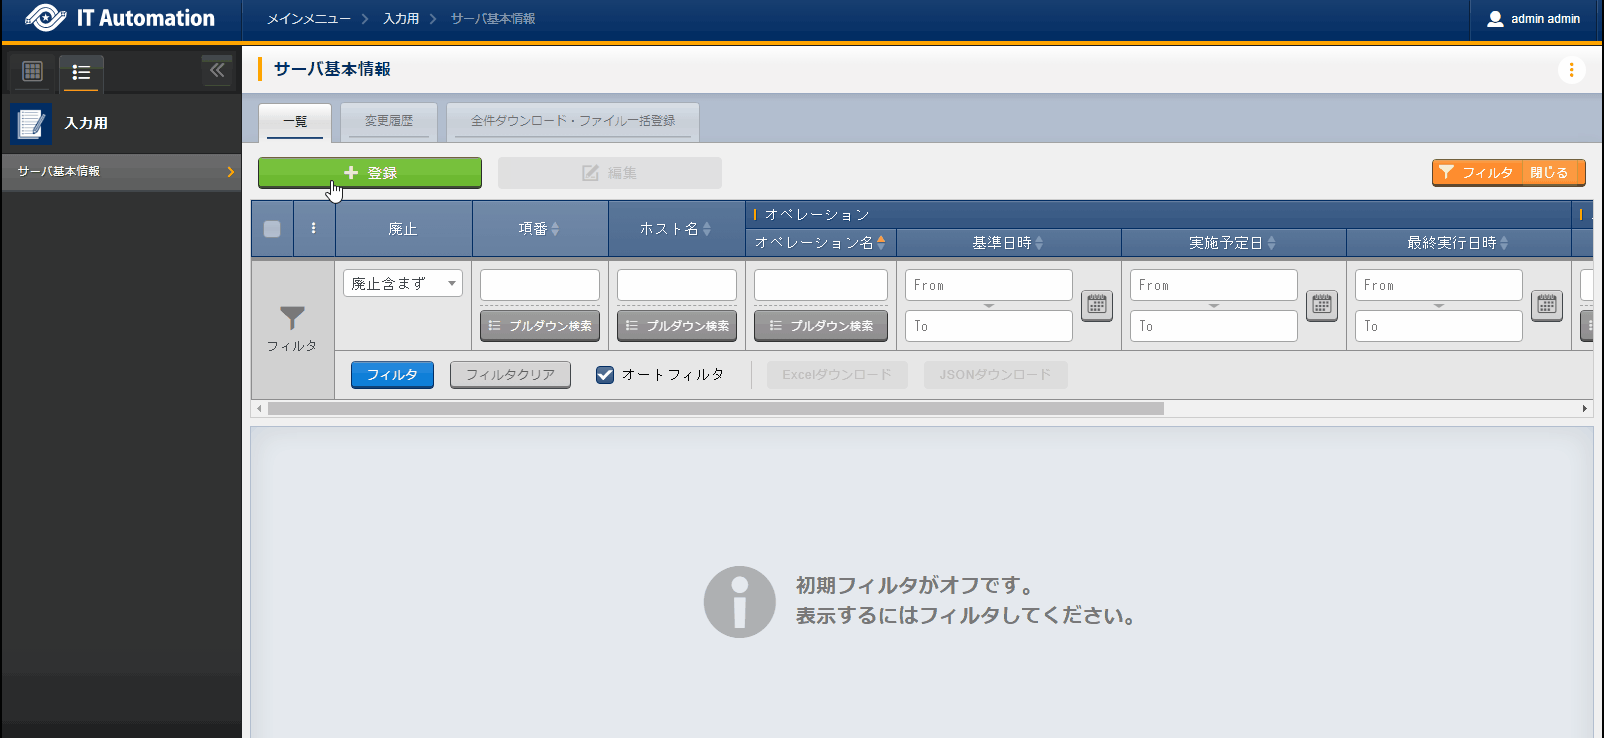 IT Automation
メインメニュー
入力用
サーバ基本情報
admin admin
入力用
サーバ基本情報
サーバ基本情報
一覧
変更履歴
全件ダウンロード・ファイル一括登録
登録
編集
フィルタ 閉じる
廃止
項番
ホスト名
オペレーション
オペレーション名
基準日時
実施予定日
最終実行日時
フィルタ
廃止含まず
プルダウン検索
プルダウン検索
プルダウン検索
From
To
From
To
From
To
フィルタ
フィルタクリア
オートフィルタ
Excelダウンロード
JSONダウンロード
初期フィルタがオフです。
表示するにはフィルタしてください。